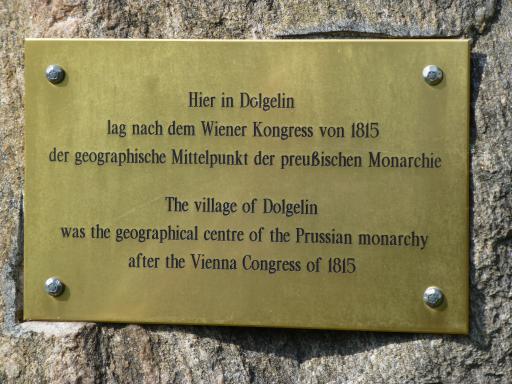 Hier in Dolgelin
lag nach dem Wiener Kongress von 1815
der geographische Mittelpunkt der preußischen Monarchie
The village of Dolgelin
was the geographical centre of the Prussian monarchy
after the Vienna Congress of 1815